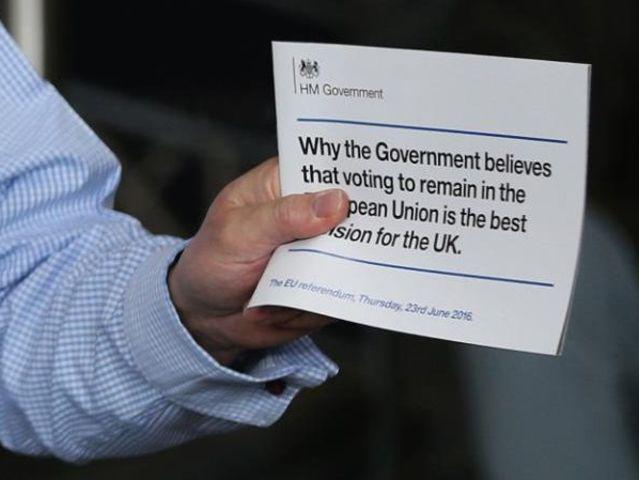 HM Government
Why the Government believes
that voting to remain in the
pean Union is the best
sion for the UK.
The EU referendum, Thursday, 23rd June 2016.